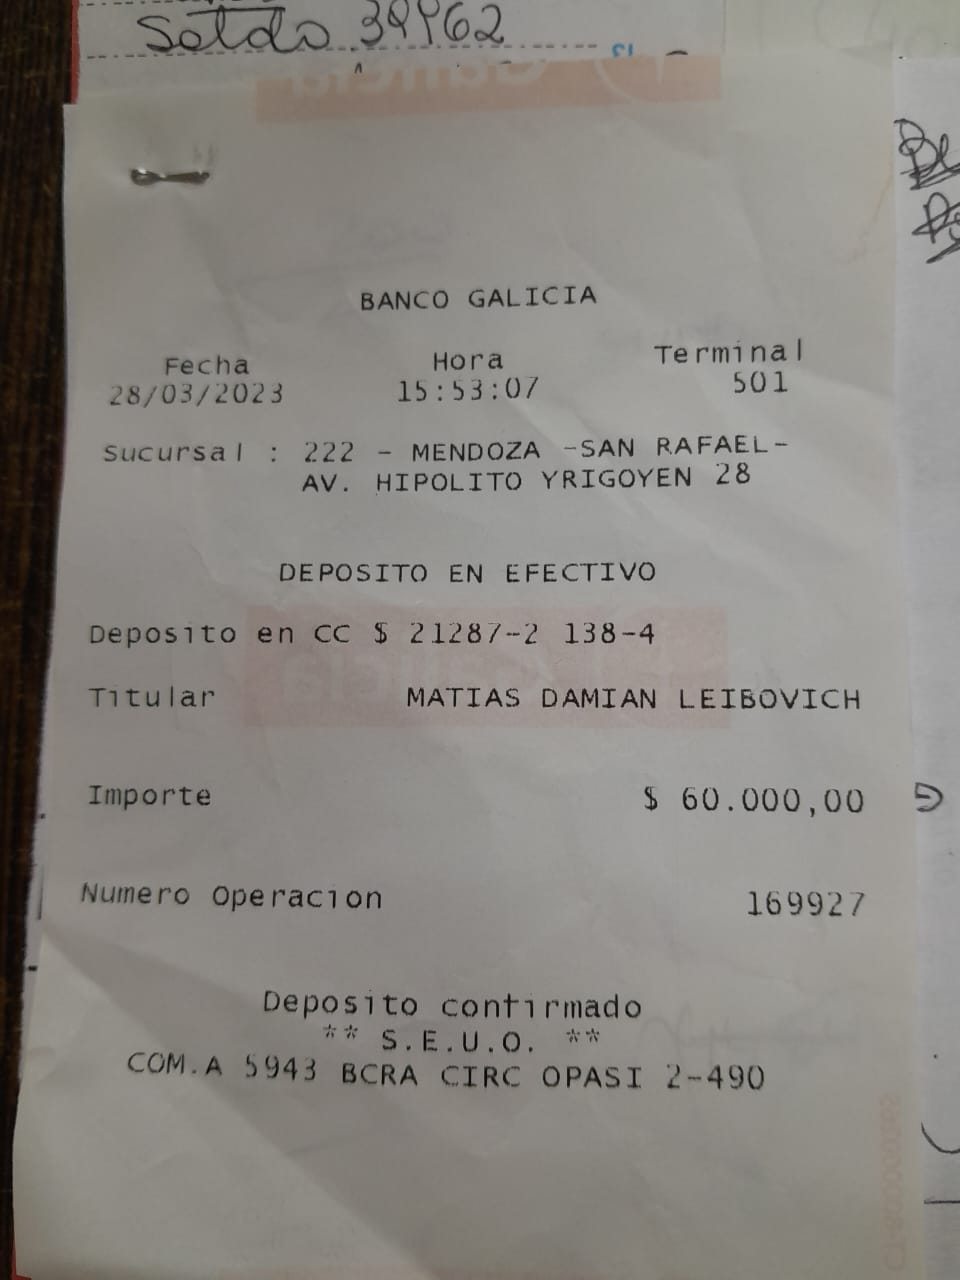 Saldo 39962
BANCO GALICIA
Fecha Hora Terminal
28/03/2023 15:53:07 501
Sucursal : 222 - MENDOZA -SAN RAFAEL-
AV. HIPOLITO YRIGOYEN 28
DEPOSITO EN EFECTIVO
Deposito en CC $ 21287-2 138-4
Titular MATIAS DAMIAN LEIBOVICH
Importe $ 60.000,00
Numero Operacion 169927
Deposito confirmado
** S.E.U.O. **
COM.A 5943 BCRA CIRC OPASI 2-490